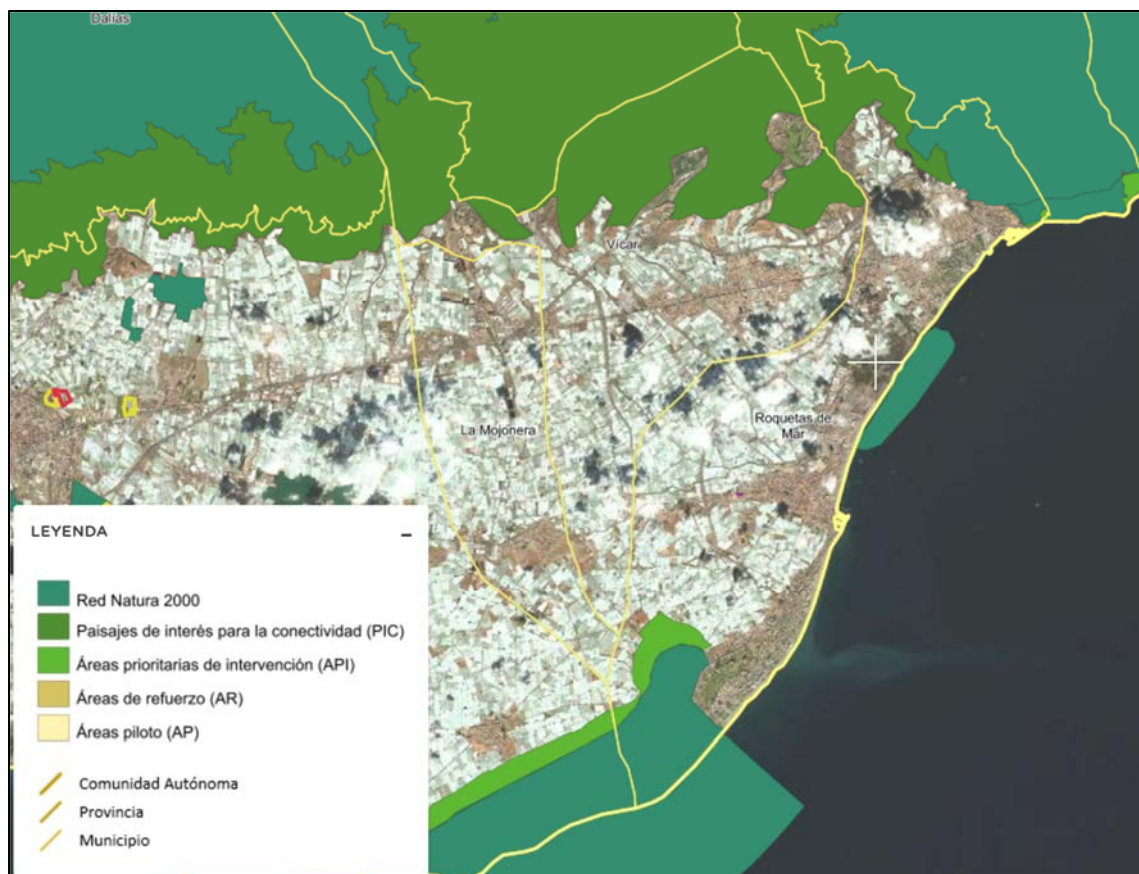 Dalías
Vícar
La Mojonera
Roquetas de
Mar
LEYENDA
Red Natura 2000
Paisajes de interés para la conectividad (PIC)
Áreas prioritarias de intervención (API)
Áreas de refuerzo (AR)
Áreas piloto (AP)
Comunidad Autónoma
Provincia
Municipio